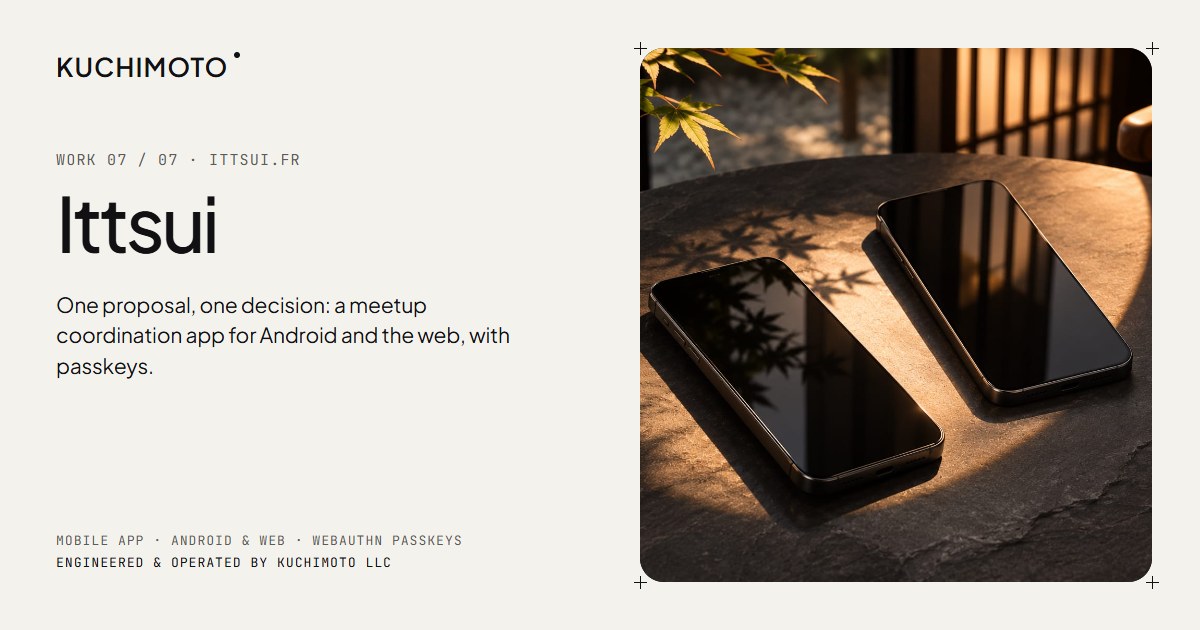 KUCHIMOTO
WORK 07 / 07 · ITTSUI.FR
Ittsui
One proposal, one decision: a meetup
coordination app for Android and the web, with
passkeys.
MOBILE APP · ANDROID & WEB · WEBAUTHN PASSKEYS
ENGINEERED & OPERATED BY KUCHIMOTO LLC